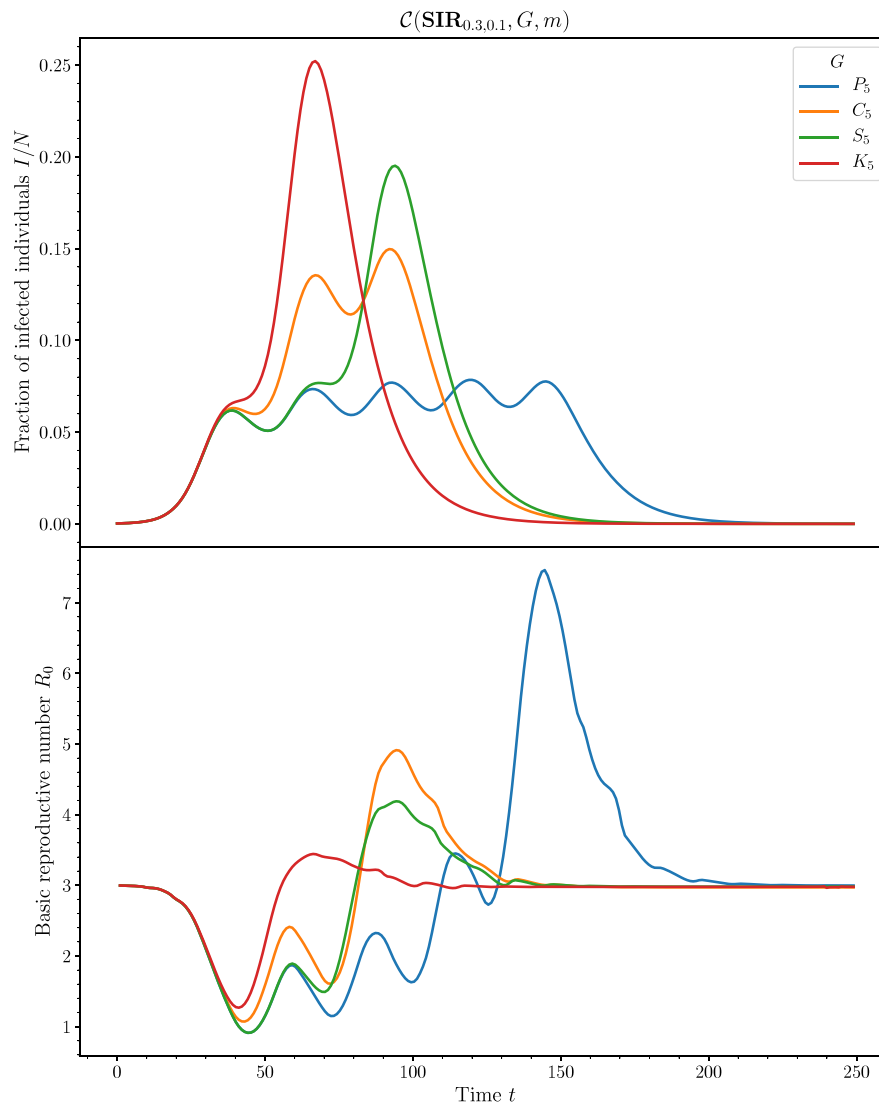 𝒞(𝐒𝐈𝐑₀.₃,₀.₁, G, m)
Fraction of infected individuals I/N
0.25
0.20
0.15
0.10
0.05
0.00
G
P₅
C₅
S₅
K₅
Basic reproductive number R₀
7
6
5
4
3
2
1
0 50 100 150 200 250
Time t